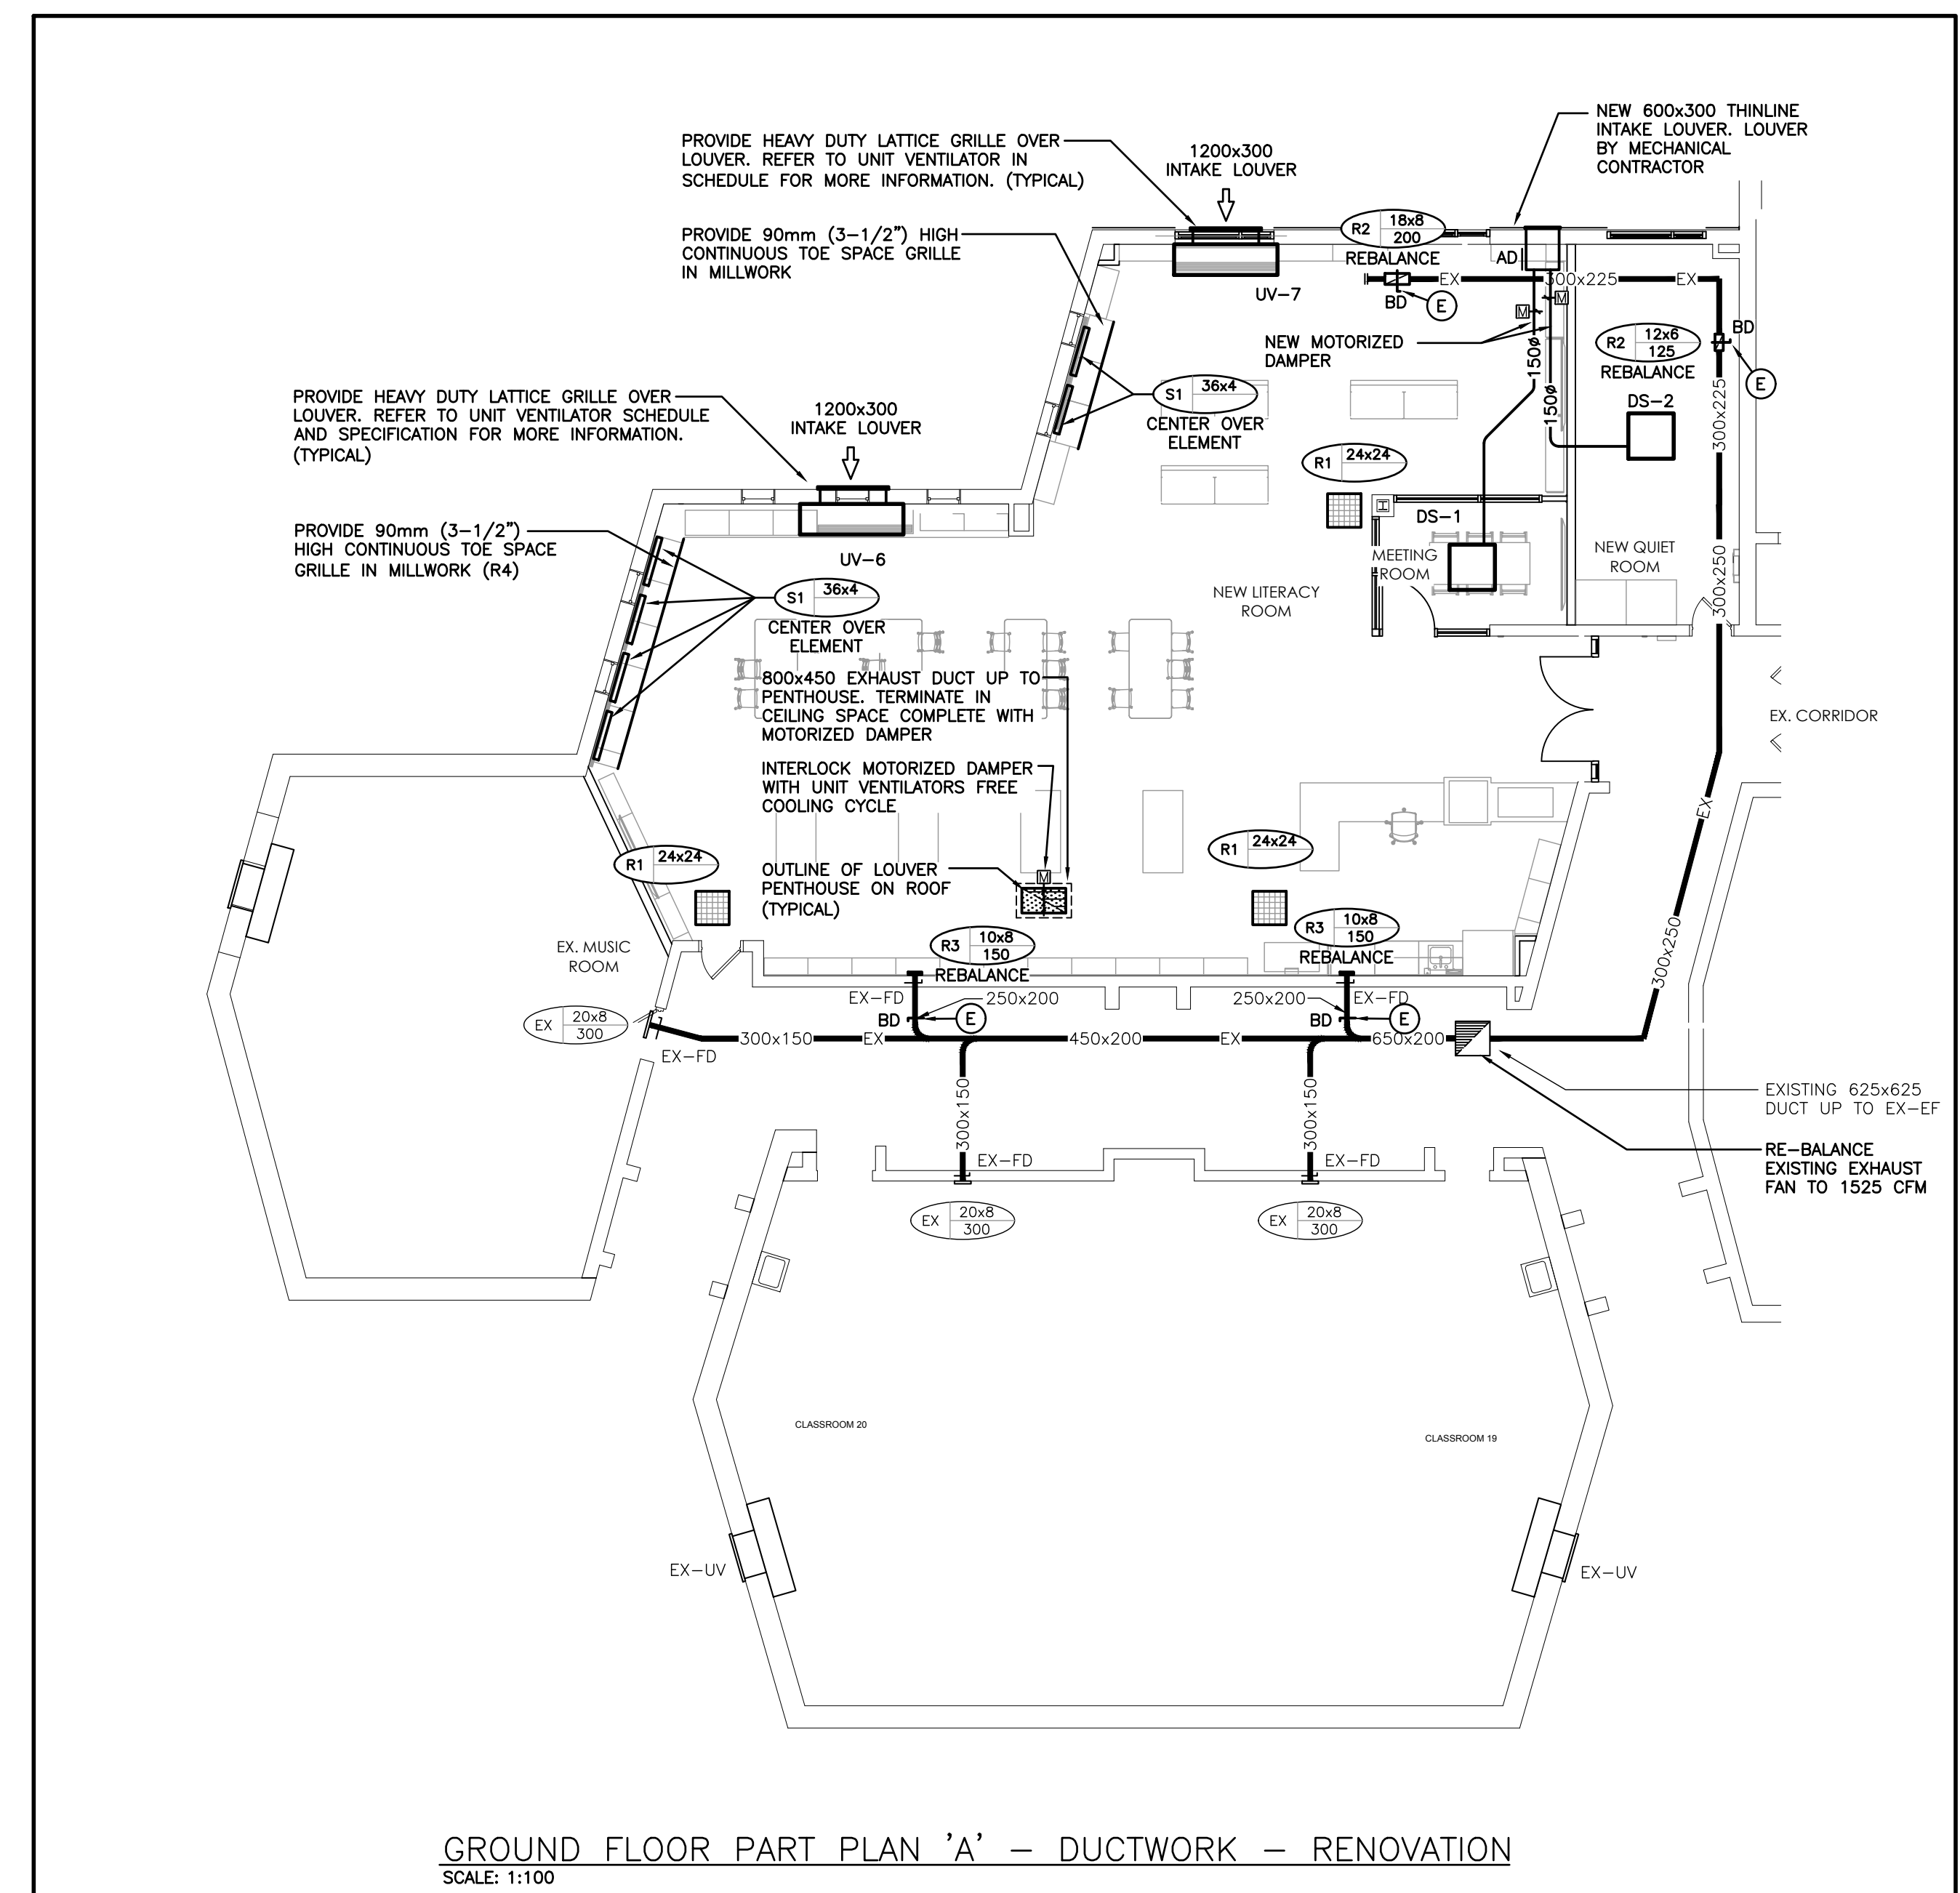 NEW 600x300 THINLINE
INTAKE LOUVER. LOUVER
BY MECHANICAL
CONTRACTOR
PROVIDE HEAVY DUTY LATTICE GRILLE OVER
LOUVER. REFER TO UNIT VENTILATOR IN
SCHEDULE FOR MORE INFORMATION. (TYPICAL)
1200x300
INTAKE LOUVER
PROVIDE 90mm (3-1/2") HIGH
CONTINUOUS TOE SPACE GRILLE
IN MILLWORK
R2 18x8
200
REBALANCE
AD
UV-7
EX
300x225
EX
BD
E
M
M
NEW MOTORIZED
DAMPER
150ø
150ø
R2 12x6
125
REBALANCE
BD
E
300x225
DS-2
PROVIDE HEAVY DUTY LATTICE GRILLE OVER
LOUVER. REFER TO UNIT VENTILATOR SCHEDULE
AND SPECIFICATION FOR MORE INFORMATION.
(TYPICAL)
1200x300
INTAKE LOUVER
S1 36x4
CENTER OVER
ELEMENT
R1 24x24
PROVIDE 90mm (3-1/2")
HIGH CONTINUOUS TOE SPACE
GRILLE IN MILLWORK (R4)
UV-6
DS-1
MEETING
ROOM
NEW QUIET
ROOM
300x250
NEW LITERACY
ROOM
S1 36x4
CENTER OVER
ELEMENT
800x450 EXHAUST DUCT UP TO
PENTHOUSE. TERMINATE IN
CEILING SPACE COMPLETE WITH
MOTORIZED DAMPER
EX. CORRIDOR
INTERLOCK MOTORIZED DAMPER
WITH UNIT VENTILATORS FREE
COOLING CYCLE
EX
R1 24x24
R1 24x24
OUTLINE OF LOUVER
PENTHOUSE ON ROOF
(TYPICAL)
M
EX. MUSIC
ROOM
R3 10x8
150
REBALANCE
R3 10x8
150
REBALANCE
300x250
EX-FD
250x200
250x200
EX-FD
BD
E
BD
E
EX 20x8
300
EX-FD
300x150
EX
450x200
EX
650x200
300x150
300x150
EXISTING 625x625
DUCT UP TO EX-EF
RE-BALANCE
EXISTING EXHAUST
FAN TO 1525 CFM
EX-FD
EX-FD
EX 20x8
300
EX 20x8
300
CLASSROOM 20
CLASSROOM 19
EX-UV
EX-UV
GROUND FLOOR PART PLAN 'A' - DUCTWORK - RENOVATION
SCALE: 1:100